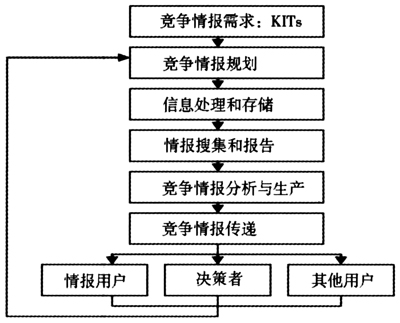 竞争情报需求：KITs
竞争情报规划
信息处理和存储
情报搜集和报告
竞争情报分析与生产
竞争情报传递
情报用户
决策者
其他用户